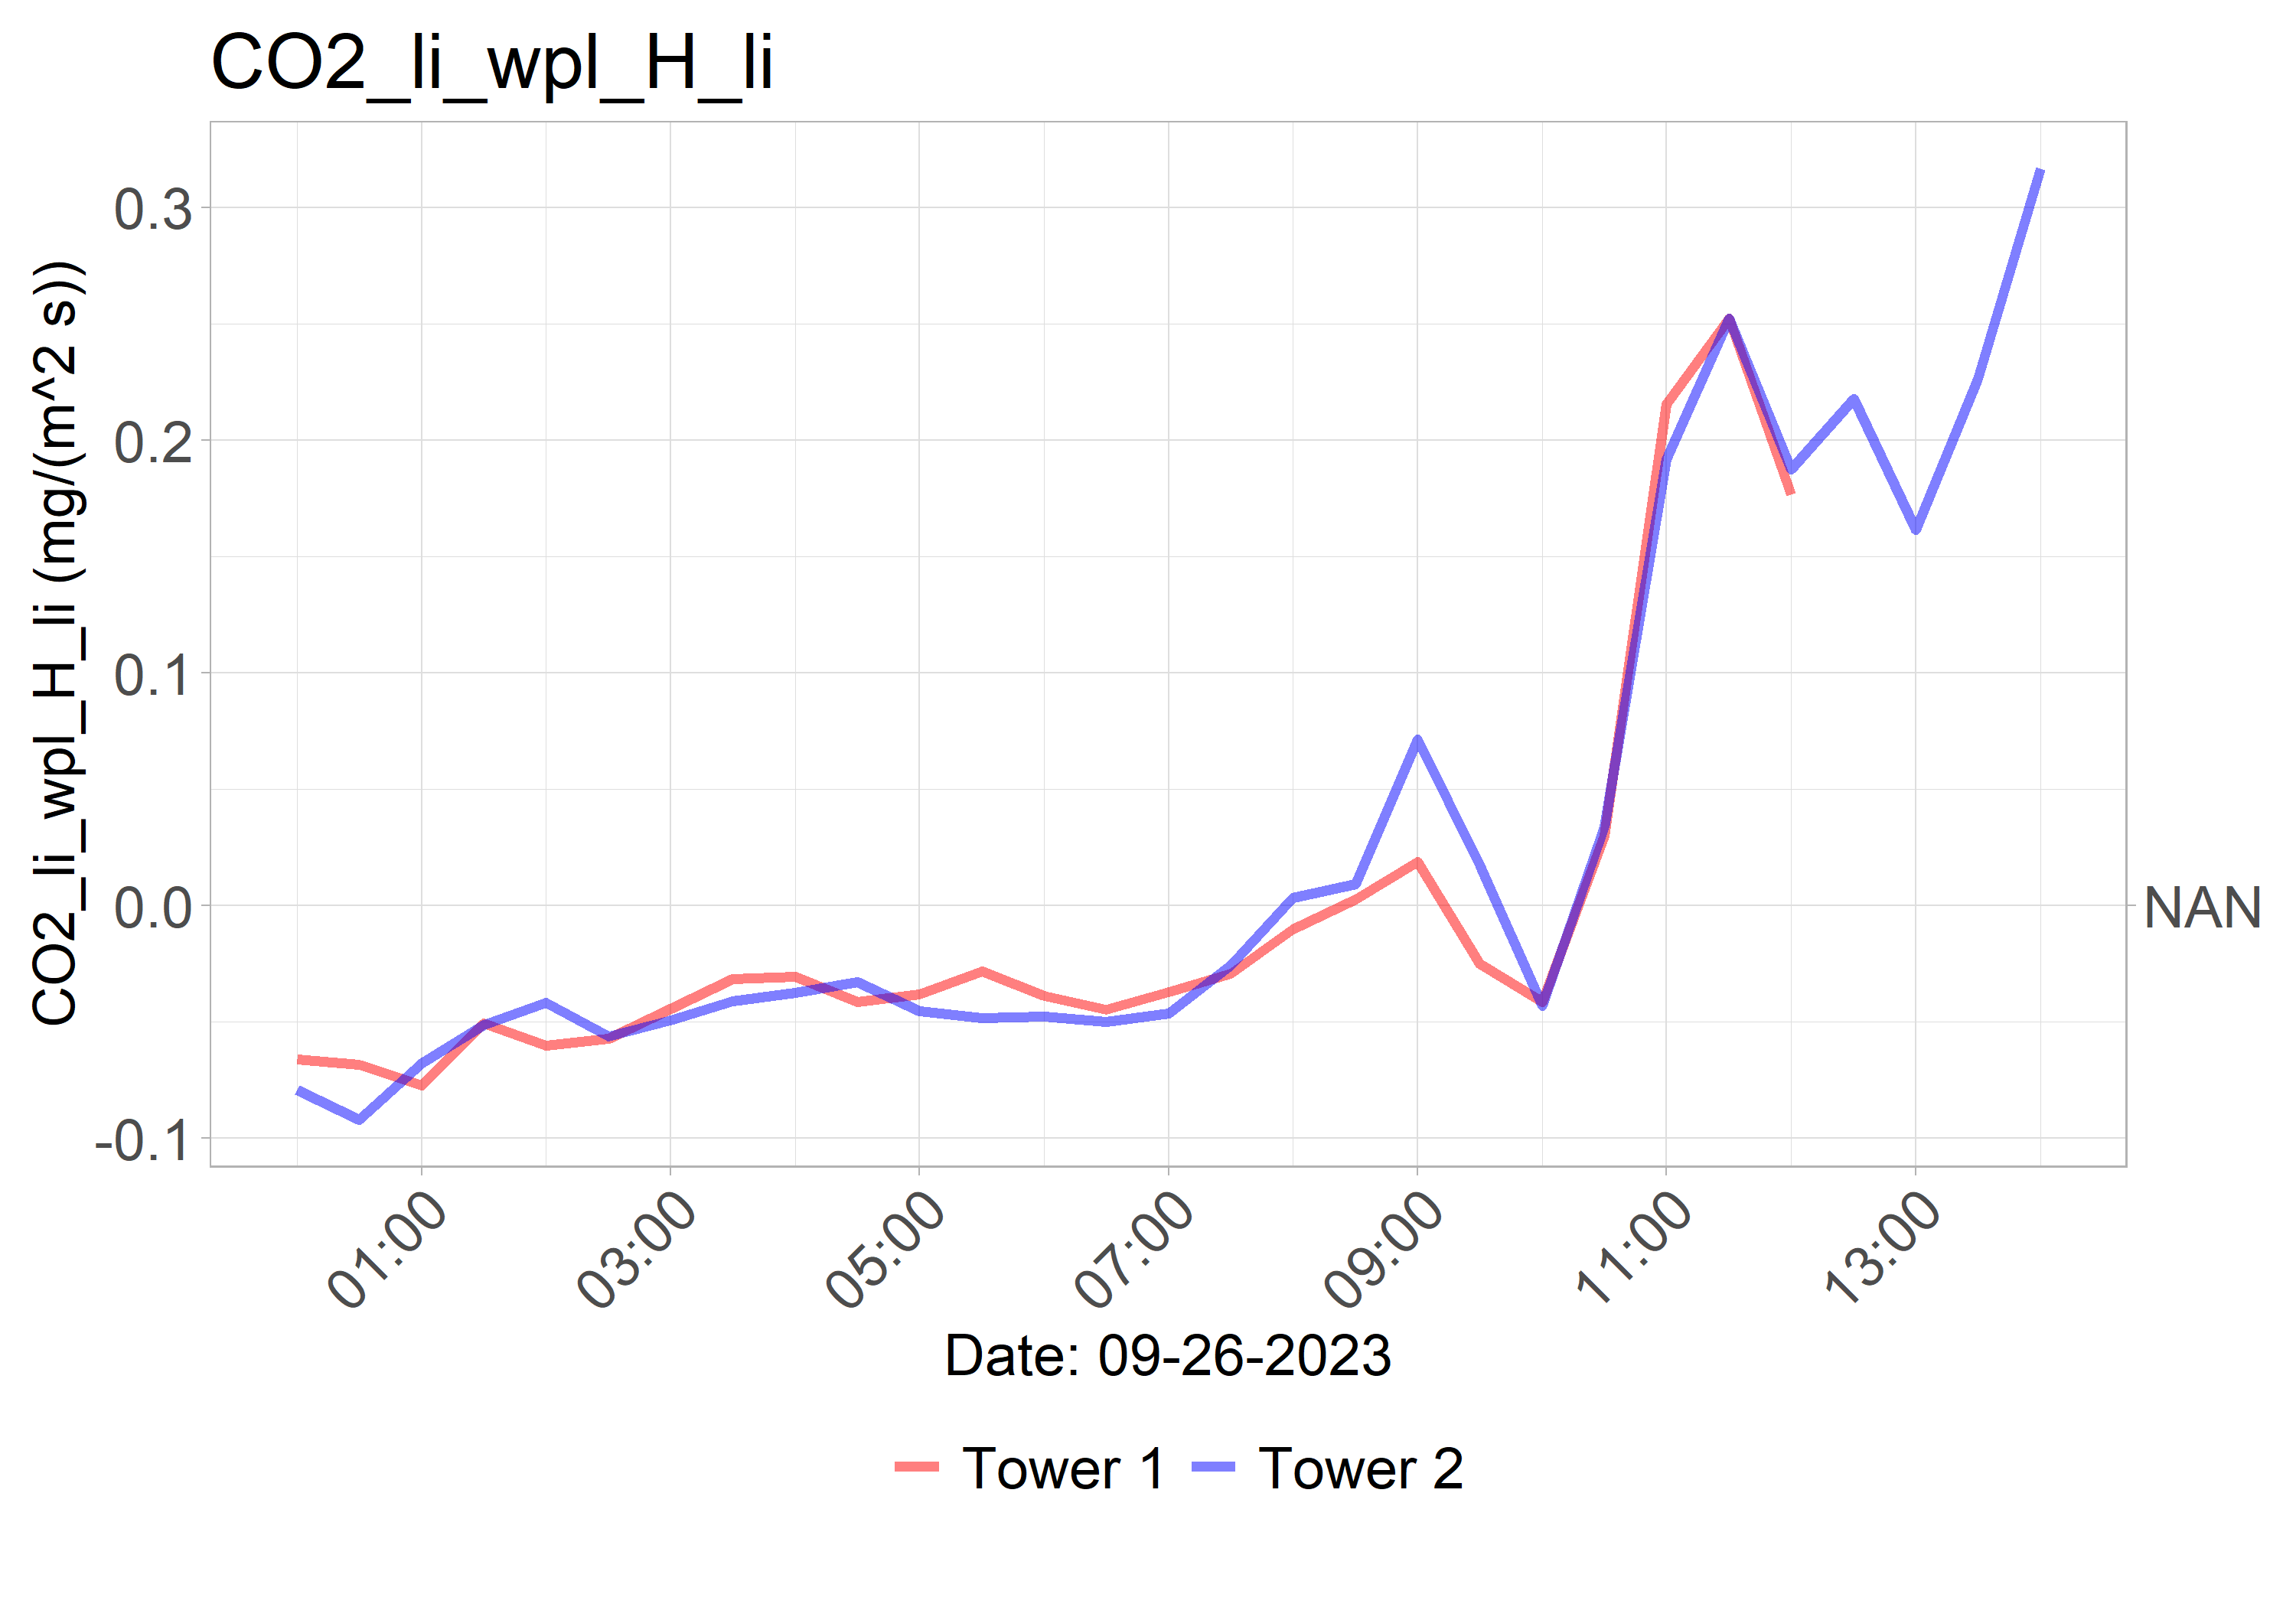 CO2_li_wpl_H_li
CO2_li_wpl_H_li (mg/(m^2 s))
0.3
0.2
0.1
0.0
-0.1
NAN
01:00
03:00
05:00
07:00
09:00
11:00
13:00
Date: 09-26-2023
Tower 1
Tower 2